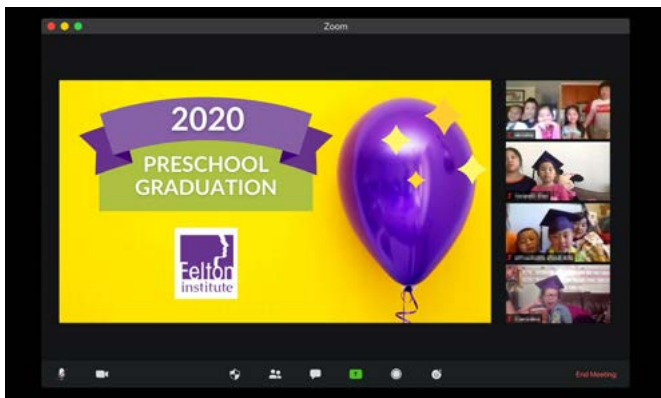 Zoom
2020
PRESCHOOL
GRADUATION
Felton
institute
End Meeting